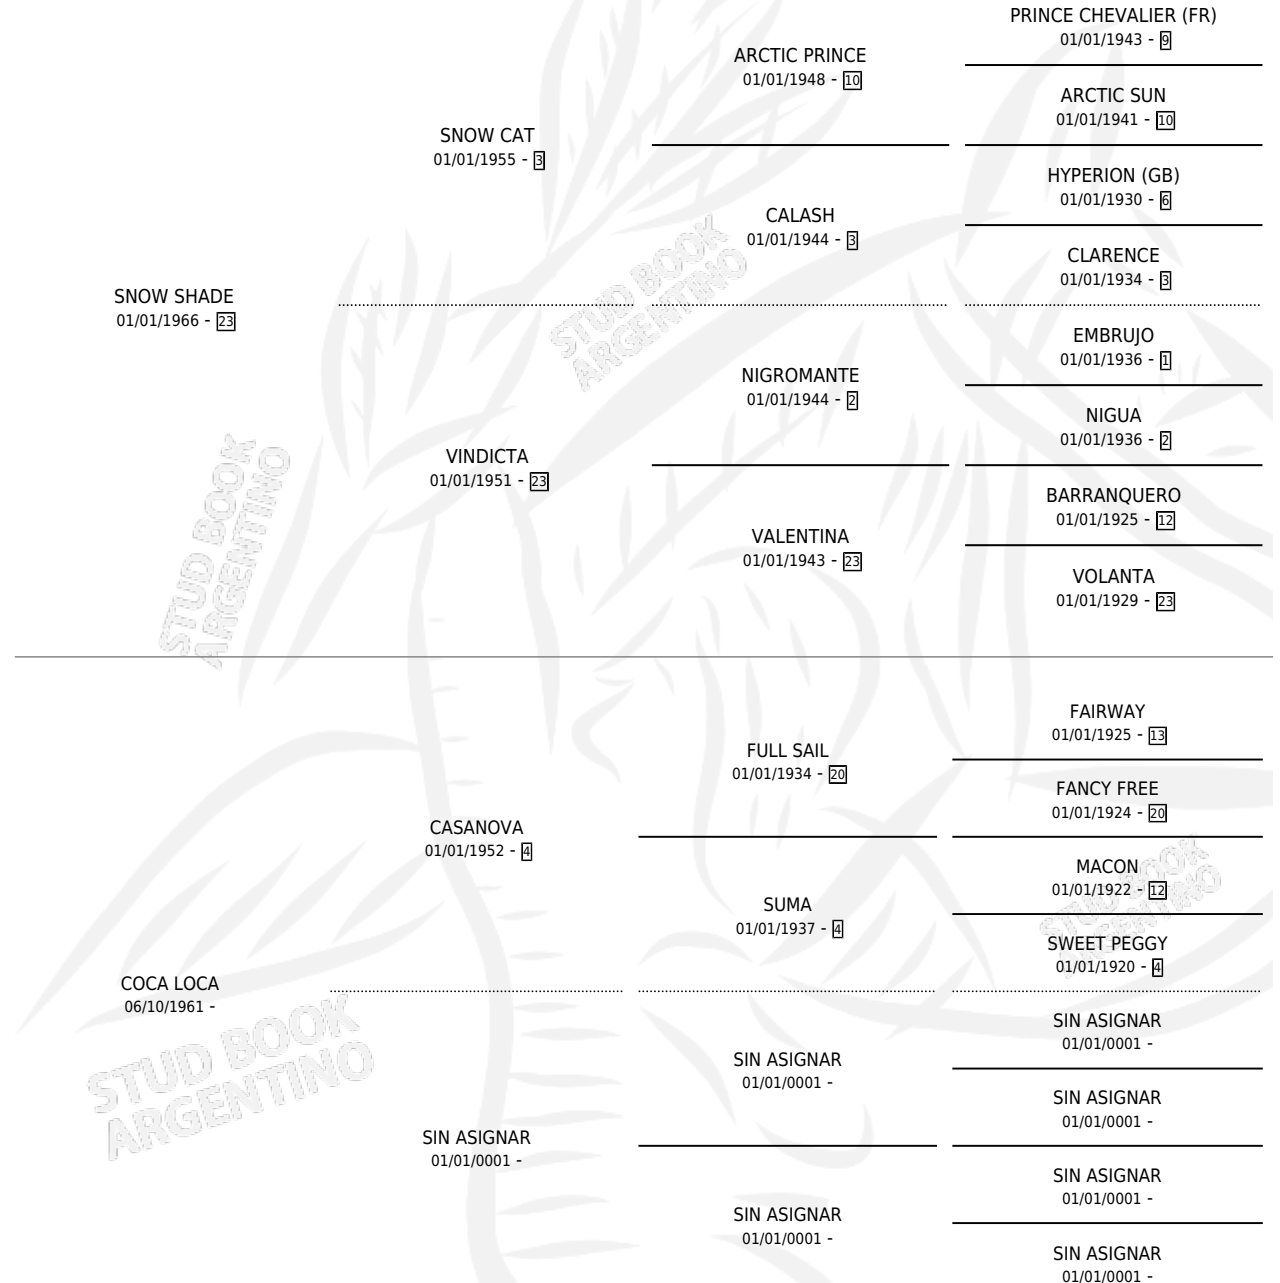 PRINCE CHEVALIER (FR)
01/01/1943 - 9
ARCTIC PRINCE
01/01/1948 - 10
ARCTIC SUN
01/01/1941 - 10
SNOW CAT
01/01/1955 - 3
HYPERION (GB)
01/01/1930 - 6
CALASH
01/01/1944 - 3
CLARENCE
01/01/1934 - 3
SNOW SHADE
01/01/1966 - 23
EMBRUJO
01/01/1936 - 1
NIGROMANTE
01/01/1944 - 2
NIGUA
01/01/1936 - 2
VINDICTA
01/01/1951 - 23
BARRANQUERO
01/01/1925 - 12
VALENTINA
01/01/1943 - 23
VOLANTA
01/01/1929 - 23
STUD BOOK
ARGENTINO
STUD BOOK
ARGENTINO
FAIRWAY
01/01/1925 - 13
FULL SAIL
01/01/1934 - 20
FANCY FREE
01/01/1924 - 20
CASANOVA
01/01/1952 - 4
MACON
01/01/1922 - 12
SUMA
01/01/1937 - 4
SWEET PEGGY
01/01/1920 - 4
STUD BOOK
ARGENTINO
COCA LOCA
06/10/1961 -
SIN ASIGNAR
01/01/0001 -
SIN ASIGNAR
01/01/0001 -
SIN ASIGNAR
01/01/0001 -
SIN ASIGNAR
01/01/0001 -
SIN ASIGNAR
01/01/0001 -
SIN ASIGNAR
01/01/0001 -
SIN ASIGNAR
01/01/0001 -
STUD BOOK
ARGENTINO